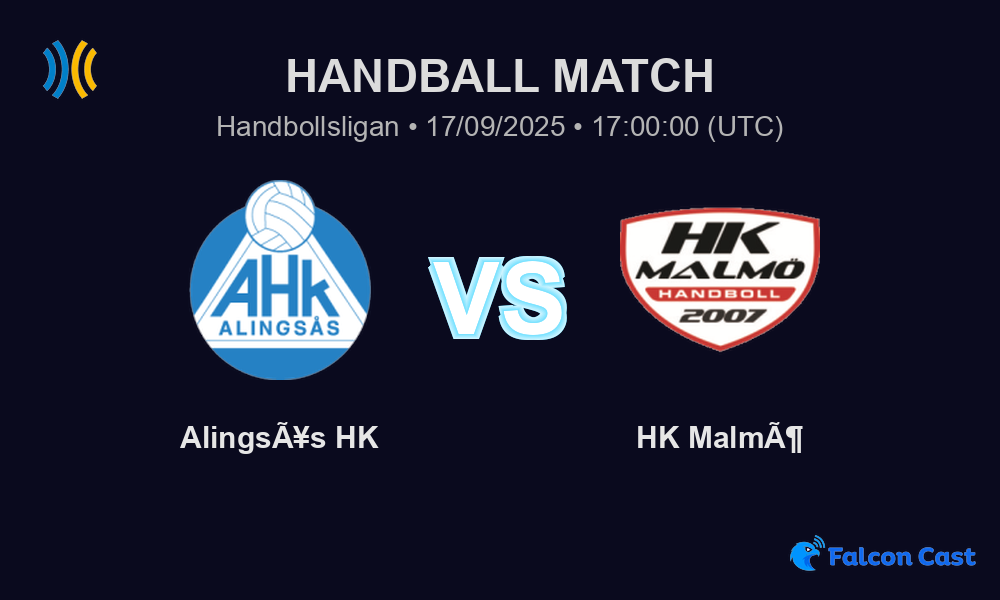 HANDBALL MATCH
Handbollsligan • 17/09/2025 • 17:00:00 (UTC)
AHK
ALINGSÅS
VS
HK
MALMÖ
HANDBOLL
2007
AlingsÃ¥s HK
HK MalmÃ¶
Falcon Cast